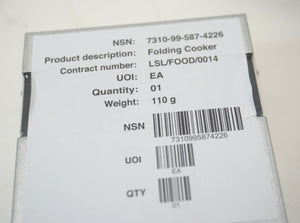 NSN: 7310-99-587-4226
Product description: Folding Cooker
Contract number: LSL/FOOD/0014
UOI: EA
Quantity: 01
Weight: 110 g
NSN
7310995874226
UOI
EA
QTY
01